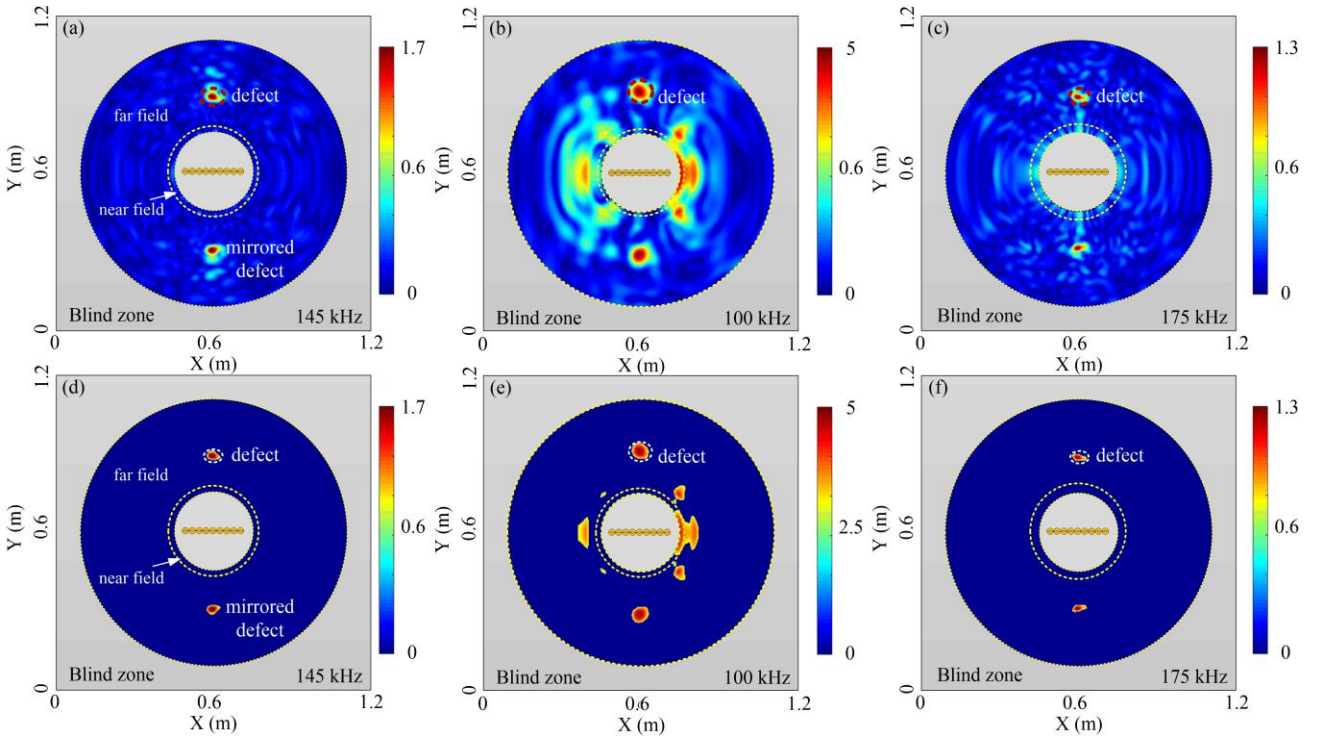 1.2
(a)
defect
far field
near field
mirrored
defect
Blind zone
145 kHz
Y (m)
0.6
0
0
0.6
1.2
X (m)
1.7
0.6
0
1.2
(b)
defect
Blind zone
100 kHz
Y (m)
0.6
0
0
0.6
1.2
X (m)
5
0.6
0
1.2
(c)
defect
Blind zone
175 kHz
Y (m)
0.6
0
0
0.6
1.2
X (m)
1.3
0.6
0
1.2
(d)
defect
far field
near field
mirrored
defect
Blind zone
145 kHz
Y (m)
0.6
0
0
0.6
1.2
X (m)
1.7
0.6
0
1.2
(e)
defect
Blind zone
100 kHz
Y (m)
0.6
0
0
0.6
1.2
X (m)
5
2.5
0
1.2
(f)
defect
Blind zone
175 kHz
Y (m)
0.6
0
0
0.6
1.2
X (m)
1.3
0.6
0